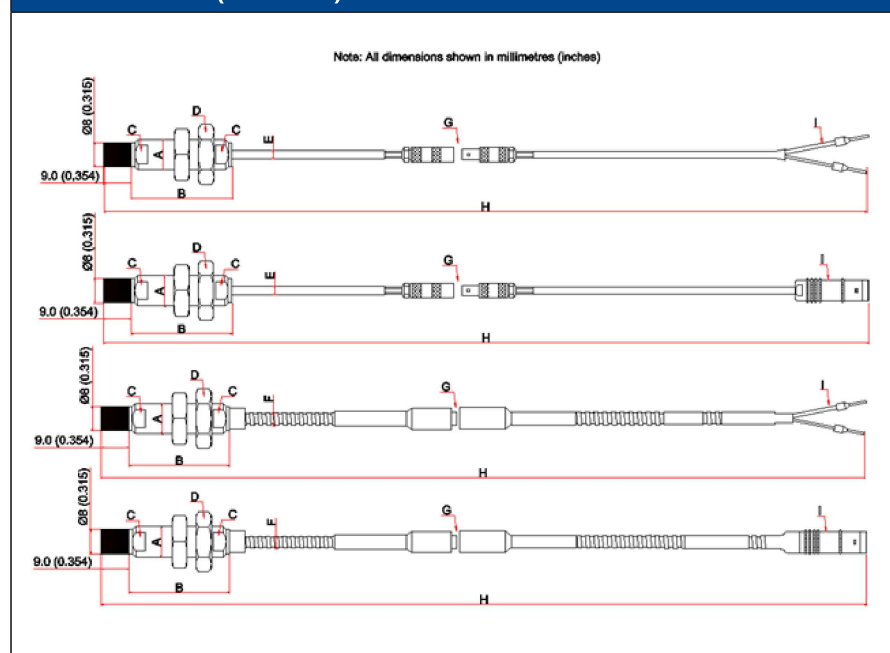 Note: All dimensions shown in millimetres (inches)
Ø8 (0.315)
C
A
D
C
E
G
I
9.0 (0,354)
B
H
Ø8 (0.315)
C
A
D
C
E
G
I
9.0 (0.354)
B
H
Ø8 (0.315)
C
A
D
C
F
G
I
9.0 (0.354)
B
H
Ø8 (0.315)
C
A
D
C
F
G
I
9.0 (0.354)
B
H